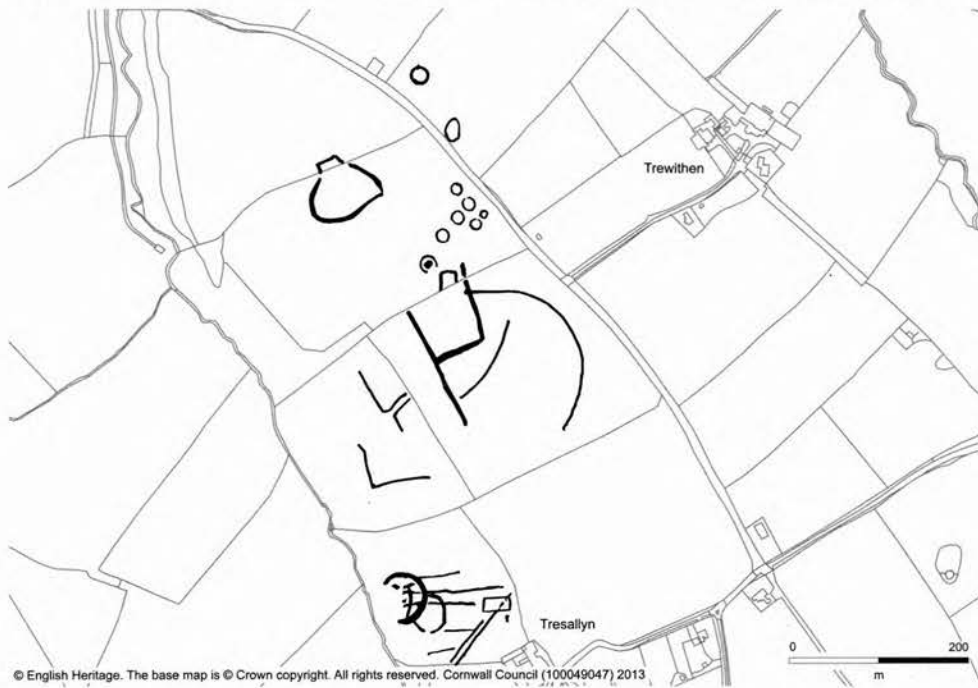 Trewithen
Tresallyn
0 200
m
© English Heritage. The base map is © Crown copyright. All rights reserved. Cornwall Council (100049047) 2013